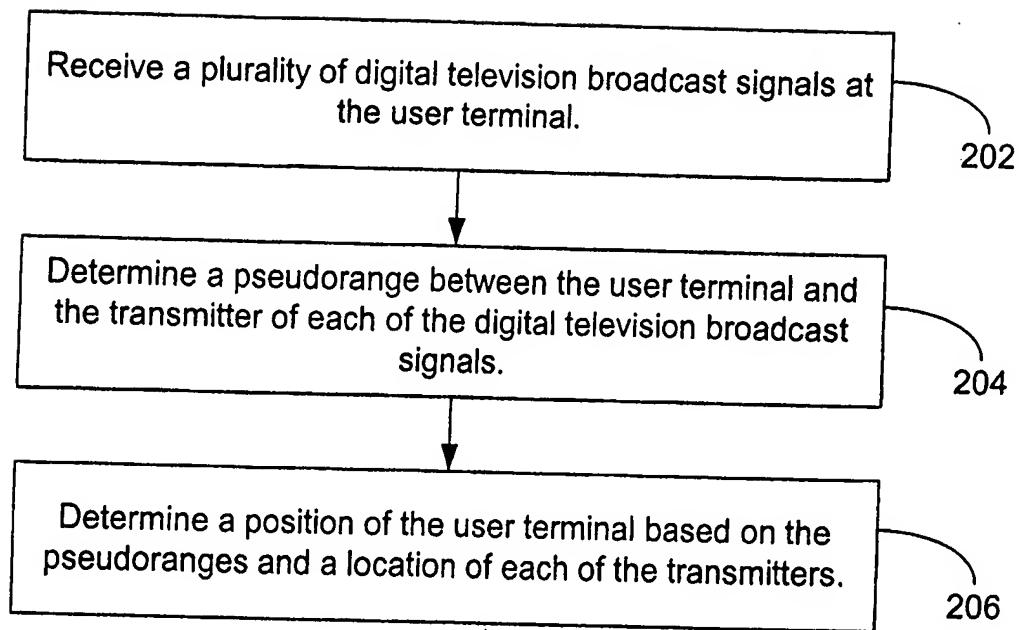 Receive a plurality of digital television broadcast signals at
the user terminal.
202
Determine a pseudorange between the user terminal and
the transmitter of each of the digital television broadcast
signals.
204
Determine a position of the user terminal based on the
pseudoranges and a location of each of the transmitters.
206